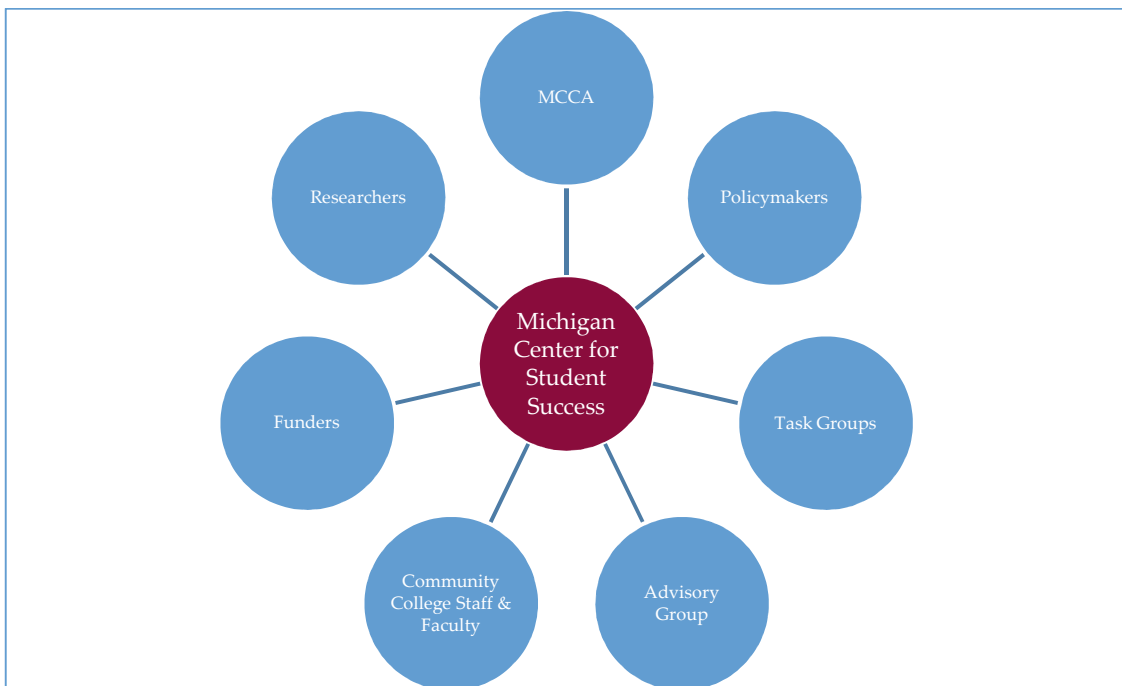 MCCA
Researchers
Policymakers
Michigan
Center for
Student
Success
Funders
Task Groups
Community
College Staff &
Faculty
Advisory
Group